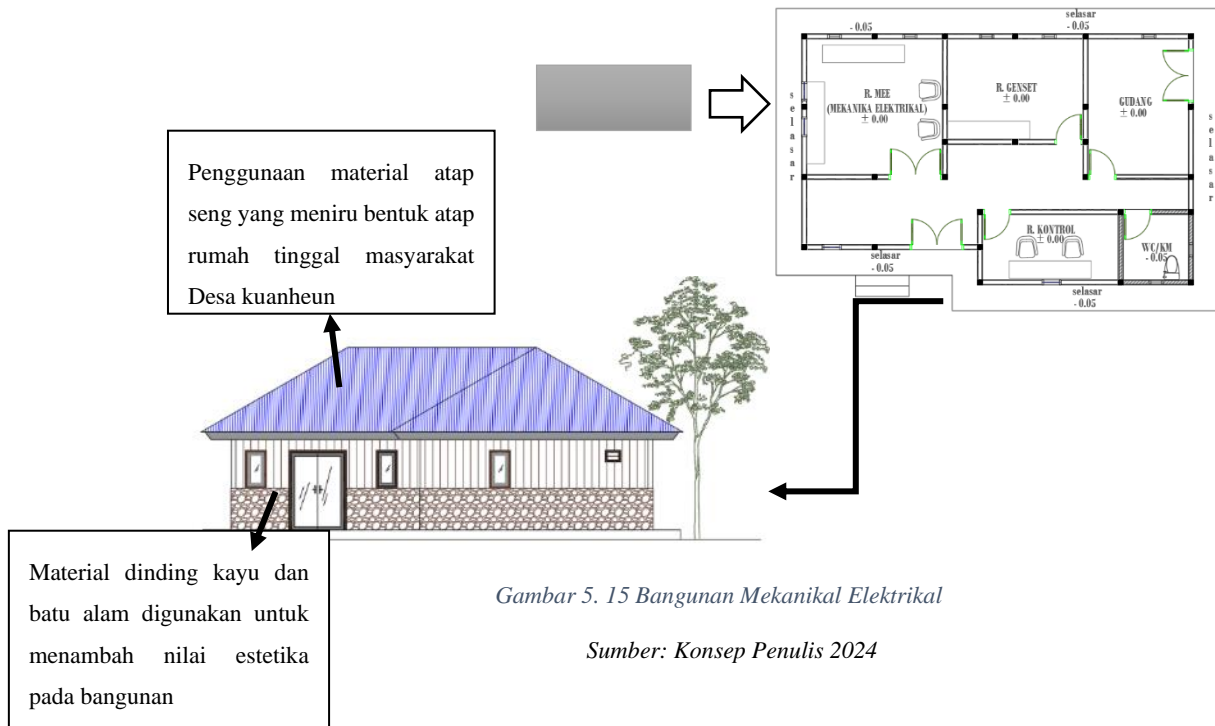 selasar
- 0.05
- 0.05
s e l a s a r
R. MEE
(MEKANIKA ELEKTRIKAL)
± 0.00
R. GENSET
± 0.00
GUDANG
± 0.00
s e l a s a r
R. KONTROL
± 0.00
WC/KM
- 0.05
selasar
- 0.05
selasar
- 0.05
Penggunaan material atap
seng yang meniru bentuk atap
rumah tinggal masyarakat
Desa kuanheun
Material dinding kayu dan
batu alam digunakan untuk
menambah nilai estetika
pada bangunan
Gambar 5. 15 Bangunan Mekanikal Elektrikal
Sumber: Konsep Penulis 2024